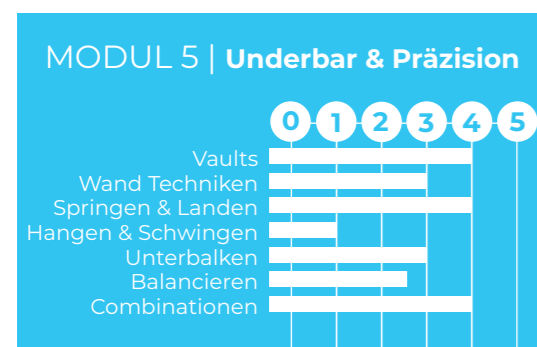 MODUL 5 | Underbar & Präzision
0 1 2 3 4 5
Vaults
Wand Techniken
Springen & Landen
Hangen & Schwingen
Unterbalken
Balancieren
Combinationen